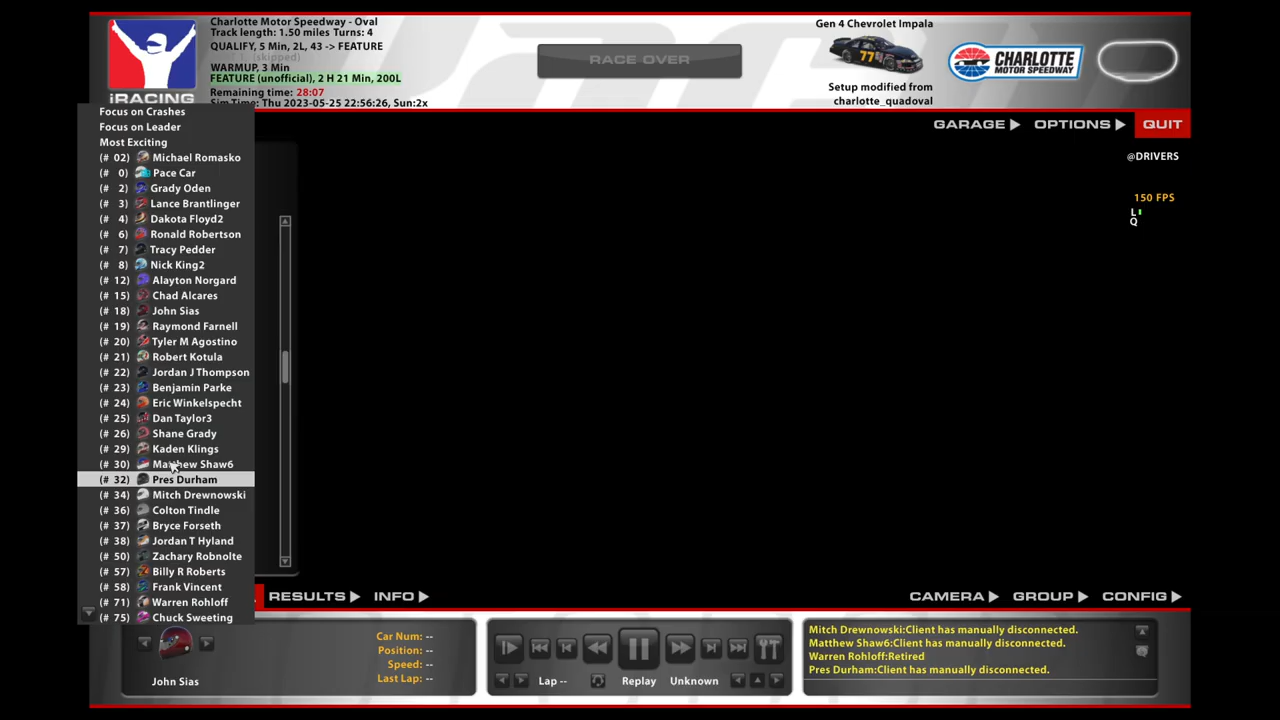 iRACING
Charlotte Motor Speedway - Oval
Track length: 1.50 miles Turns: 4
QUALIFY, 5 Min, 2L, 43 -> FEATURE
(skipped)
WARMUP, 3 Min
FEATURE (unofficial), 2 H 21 Min, 200L
Remaining time: 28:07
Sim Time: Thu 2023-05-25 22:56:26, Sun:2x
RACE OVER
Gen 4 Chevrolet Impala
77
Setup modified from
charlotte_quadoval
CHARLOTTE
MOTOR SPEEDWAY
GARAGE
OPTIONS
QUIT
@DRIVERS
150 FPS
L
Q
Focus on Crashes
Focus on Leader
Most Exciting
(# 02) Michael Romasko
(# 0) Pace Car
(# 2) Grady Oden
(# 3) Lance Brantlinger
(# 4) Dakota Floyd2
(# 6) Ronald Robertson
(# 7) Tracy Pedder
(# 8) Nick King2
(# 12) Alayton Norgard
(# 15) Chad Alcares
(# 18) John Sias
(# 19) Raymond Farnell
(# 20) Tyler M Agostino
(# 21) Robert Kotula
(# 22) Jordan J Thompson
(# 23) Benjamin Parke
(# 24) Eric Winkelspecht
(# 25) Dan Taylor3
(# 26) Shane Grady
(# 29) Kaden Klings
(# 30) Matthew Shaw6
(# 32) Pres Durham
(# 34) Mitch Drewnowski
(# 36) Colton Tindle
(# 37) Bryce Forseth
(# 38) Jordan T Hyland
(# 50) Zachary Robnolte
(# 57) Billy R Roberts
(# 58) Frank Vincent
(# 71) Warren Rohloff
(# 75) Chuck Sweeting
RESULTS
INFO
CAMERA
GROUP
CONFIG
John Sias
Car Num: --
Position: --
Speed: --
Last Lap: --
Lap --
Replay
Unknown
Mitch Drewnowski:Client has manually disconnected.
Matthew Shaw6:Client has manually disconnected.
Warren Rohloff:Retired
Pres Durham:Client has manually disconnected.